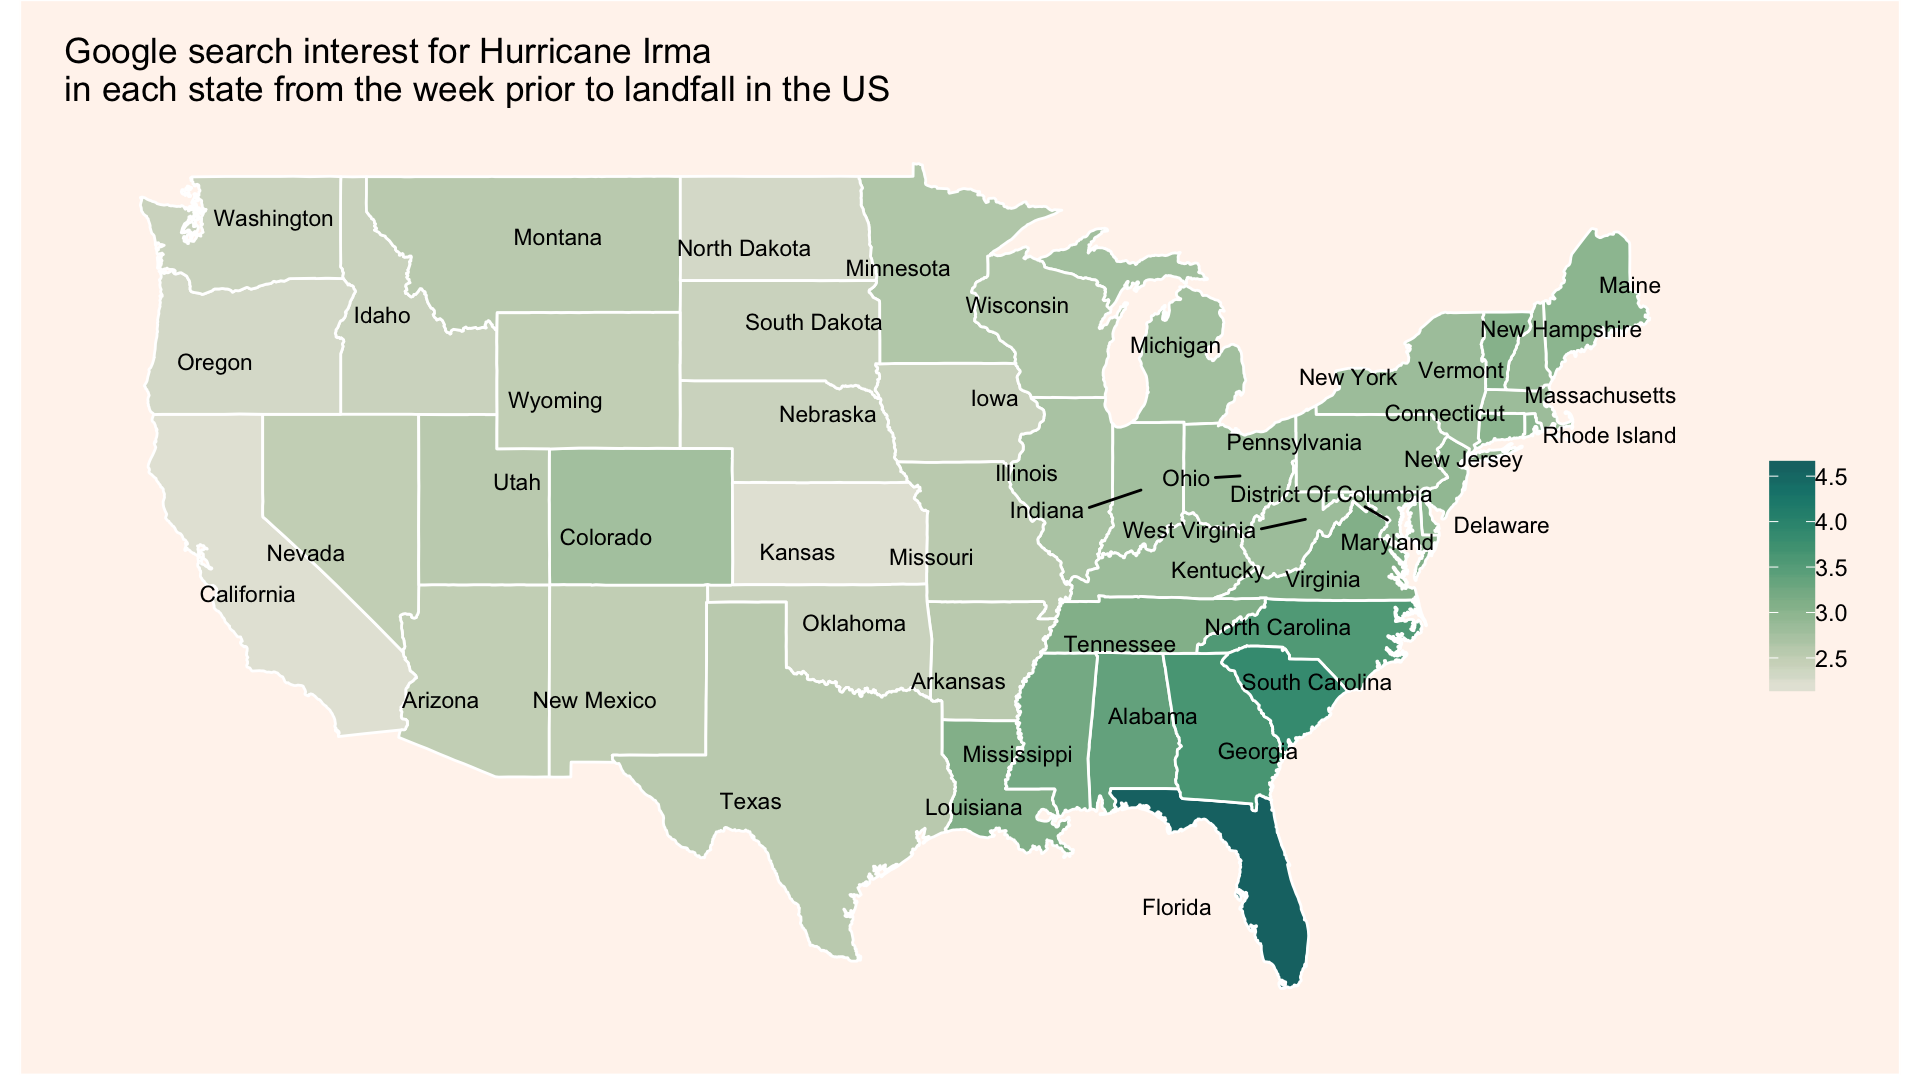 Google search interest for Hurricane Irma
in each state from the week prior to landfall in the US
Washington
Montana
North Dakota
Minnesota
Maine
Wisconsin
Idaho
South Dakota
New Hampshire
Michigan
Oregon
Vermont
New York
Massachusetts
Wyoming
Iowa
Nebraska
Connecticut
Rhode Island
Pennsylvania
New Jersey
Illinois
Ohio
Utah
District Of Columbia
Indiana
Delaware
West Virginia
Colorado
Maryland
Kansas
Nevada
Missouri
Kentucky
Virginia
California
Oklahoma
North Carolina
Tennessee
Arkansas
South Carolina
Arizona
New Mexico
Alabama
Georgia
Mississippi
Texas
Louisiana
Florida
4.5
4.0
3.5
3.0
2.5